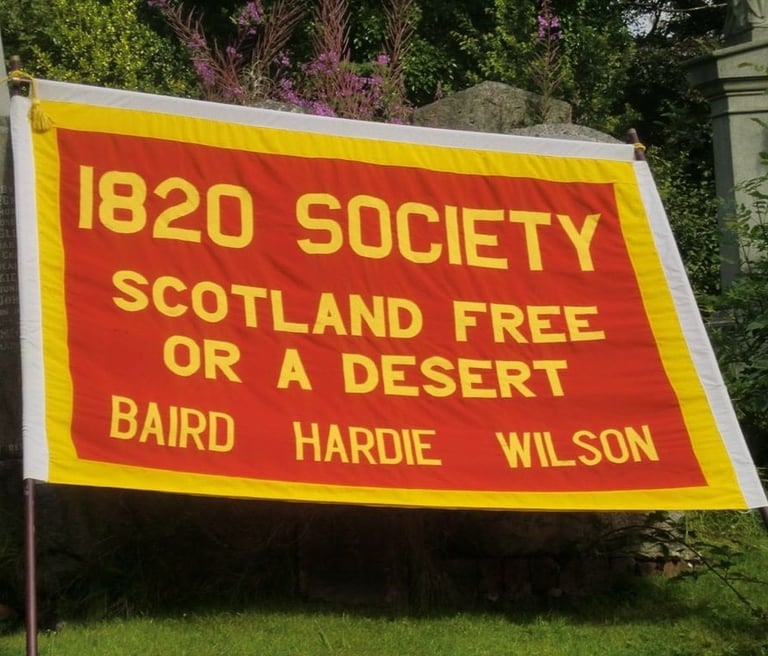 1820 SOCIETY
SCOTLAND FREE
OR A DESERT
BAIRD HARDIE WILSON